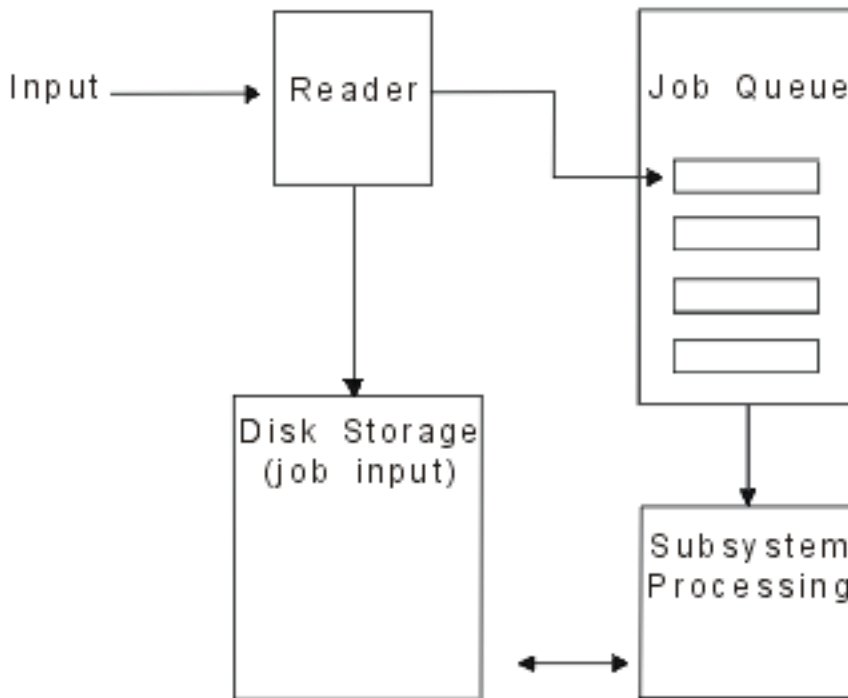 Input
Reader
Job Queue
Disk Storage
(job input)
Subsystem
Processing